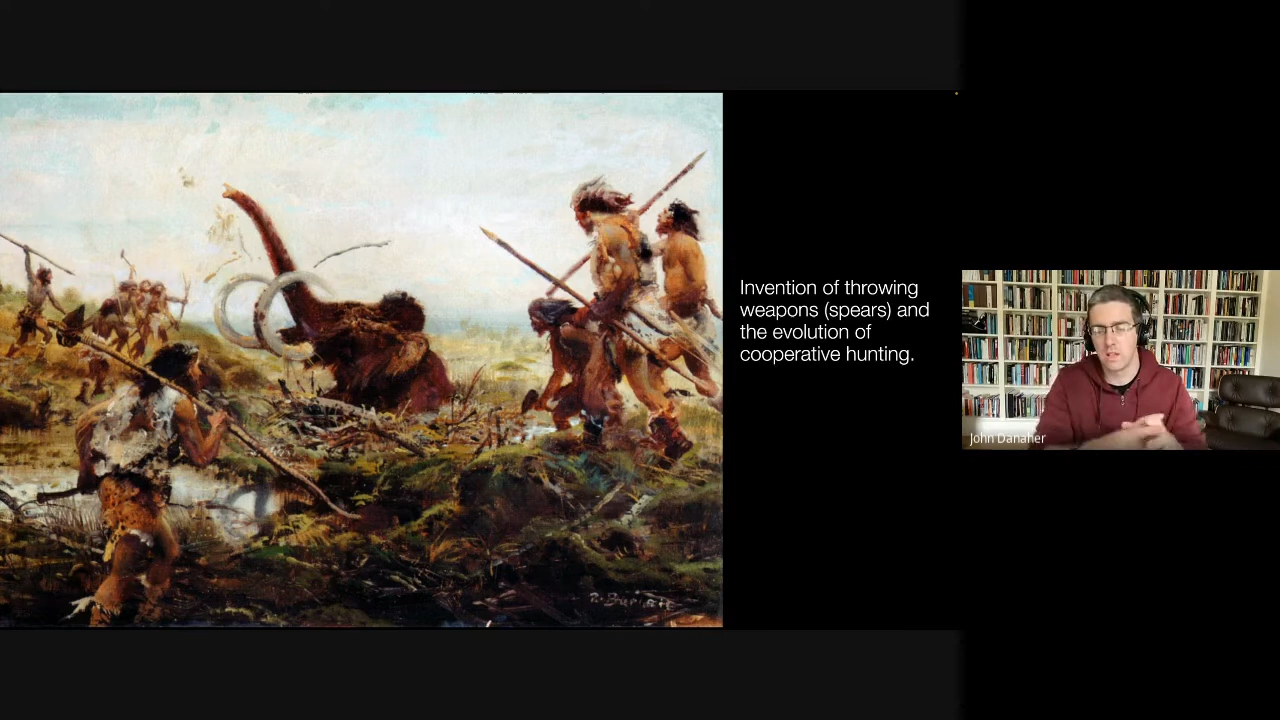 Invention of throwing
weapons (spears) and
the evolution of
cooperative hunting.
John Danaher